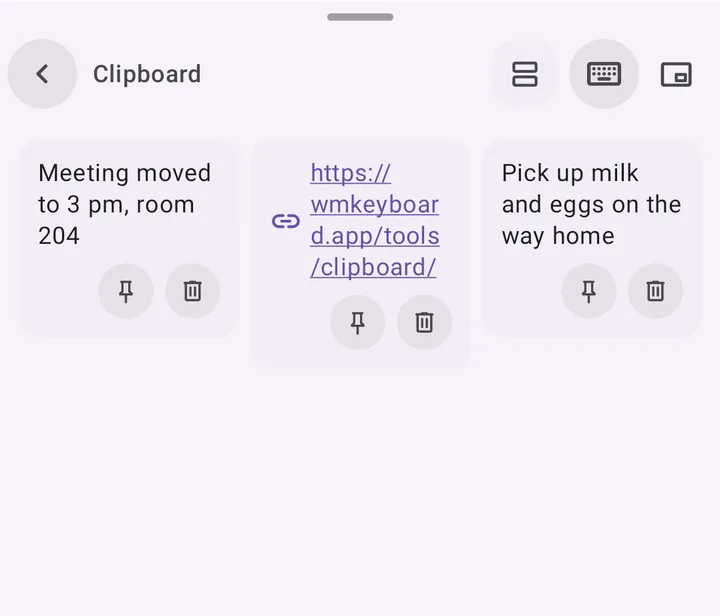 Clipboard
Meeting moved
to 3 pm, room
204
https://
wmkeyboar
d.app/tools
/clipboard/
Pick up milk
and eggs on the
way home